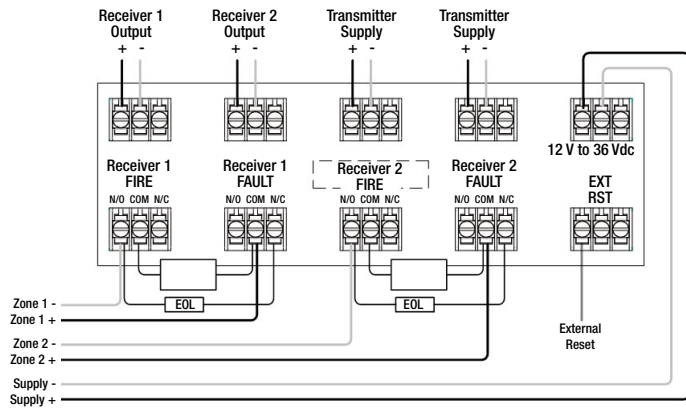 Receiver 1
Output
+ -
Receiver 2
Output
+ -
Transmitter
Supply
+ -
Transmitter
Supply
+ -
12 V to 36 Vdc
Receiver 1
FIRE
N/O COM N/C
Receiver 1
FAULT
N/O COM N/C
Receiver 2
FIRE
N/O COM N/C
Receiver 2
FAULT
N/O COM N/C
EXT
RST
EOL
EOL
External
Reset
Zone 1 -
Zone 1 +
Zone 2 -
Zone 2 +
Supply -
Supply +